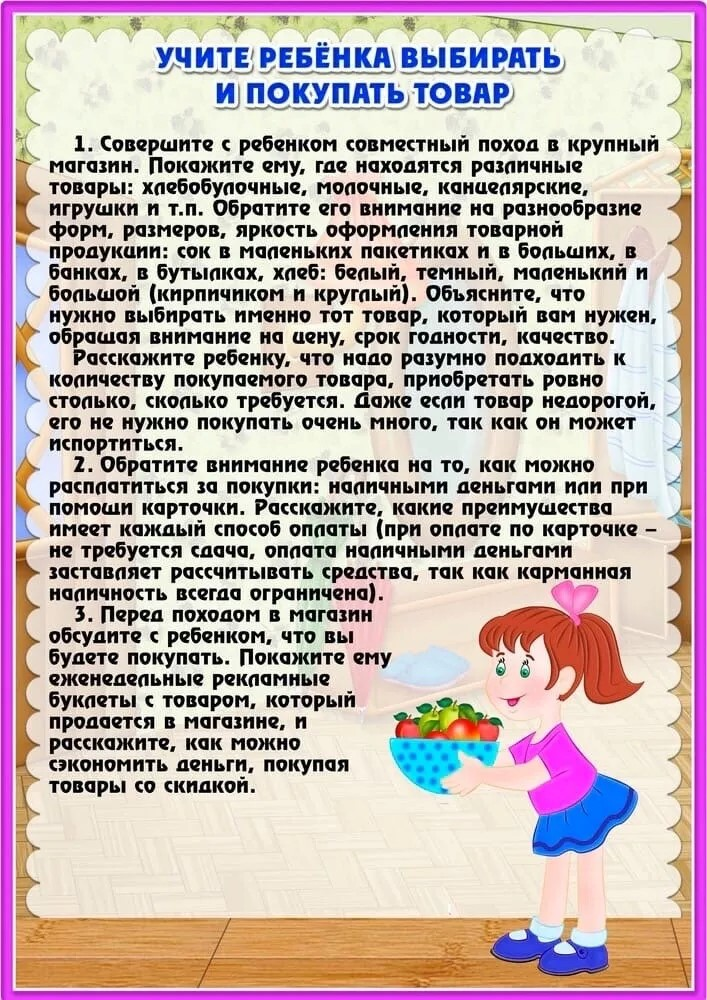 УЧИТЕ РЕБЁНКА ВЫБИРАТЬ
И ПОКУПАТЬ ТОВАР
1. Совершите с ребенком совместный поход в крупный
магазин. Покажите ему, где находятся различные
товары: хлебобулочные, молочные, канцелярские,
игрушки и т.п. Обратите его внимание на разнообразие
форм, размеров, яркость оформления товарной
продукции: сок в маленьких пакетиках и в больших, в
банках, в бутылках, хлеб: белый, темный, маленький и
большой (кирпичиком и круглый). Объясните, что
нужно выбирать именно тот товар, который вам нужен,
обращая внимание на цену, срок годности, качество.
Расскажите ребенку, что надо разумно подходить к
количеству покупаемого товара, приобретать ровно
столько, сколько требуется. Даже если товар недорогой,
его не нужно покупать очень много, так как он может
испортиться.
2. Обратите внимание ребенка на то, как можно
расплатиться за покупки: наличными деньгами или при
помощи карточки. Расскажите, какие преимущества
имеет каждый способ оплаты (при оплате по карточке –
не требуется сдача, оплата наличными деньгами
заставляет рассчитывать средства, так как карманная
наличность всегда ограничена).
3. Перед походом в магазин
обсудите с ребенком, что вы
будете покупать. Покажите ему
еженедельные рекламные
буклеты с товаром, который
продается в магазине, и
расскажите, как можно
сэкономить деньги, покупая
товары со скидкой.